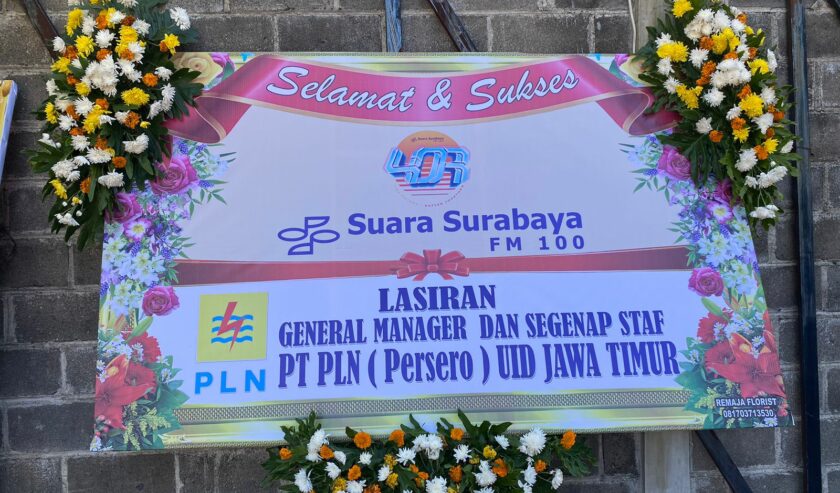 Selamat & Sukses
Suara Surabaya
FM 100
LASIRAN
GENERAL MANAGER DAN SEGENAP STAF
PLN
PT PLN ( Persero ) UID JAWA TIMUR
REMAJA FLORIST
081703713530